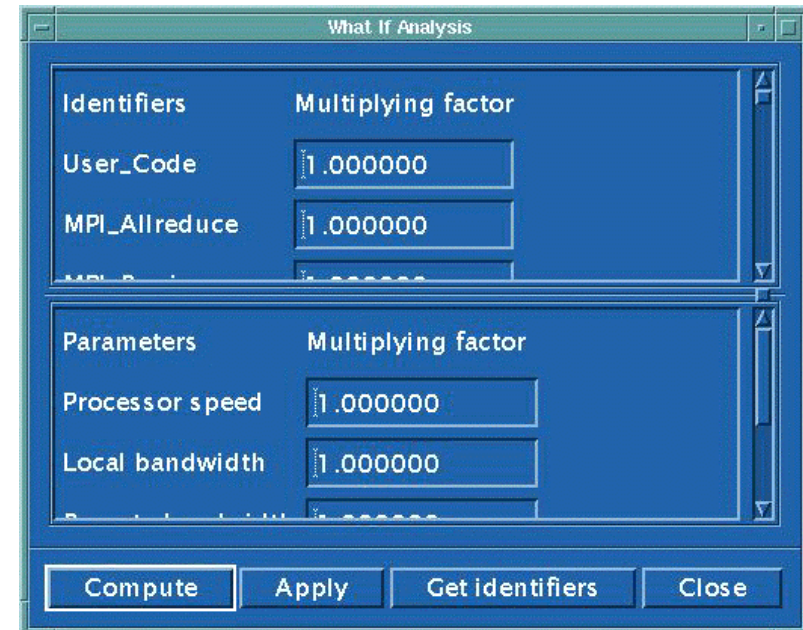 What If Analysis
Identifiers Multiplying factor
User_Code 1.000000
MPI_Allreduce 1.000000
Parameters Multiplying factor
Processor speed 1.000000
Local bandwidth 1.000000
Compute Apply Get identifiers Close